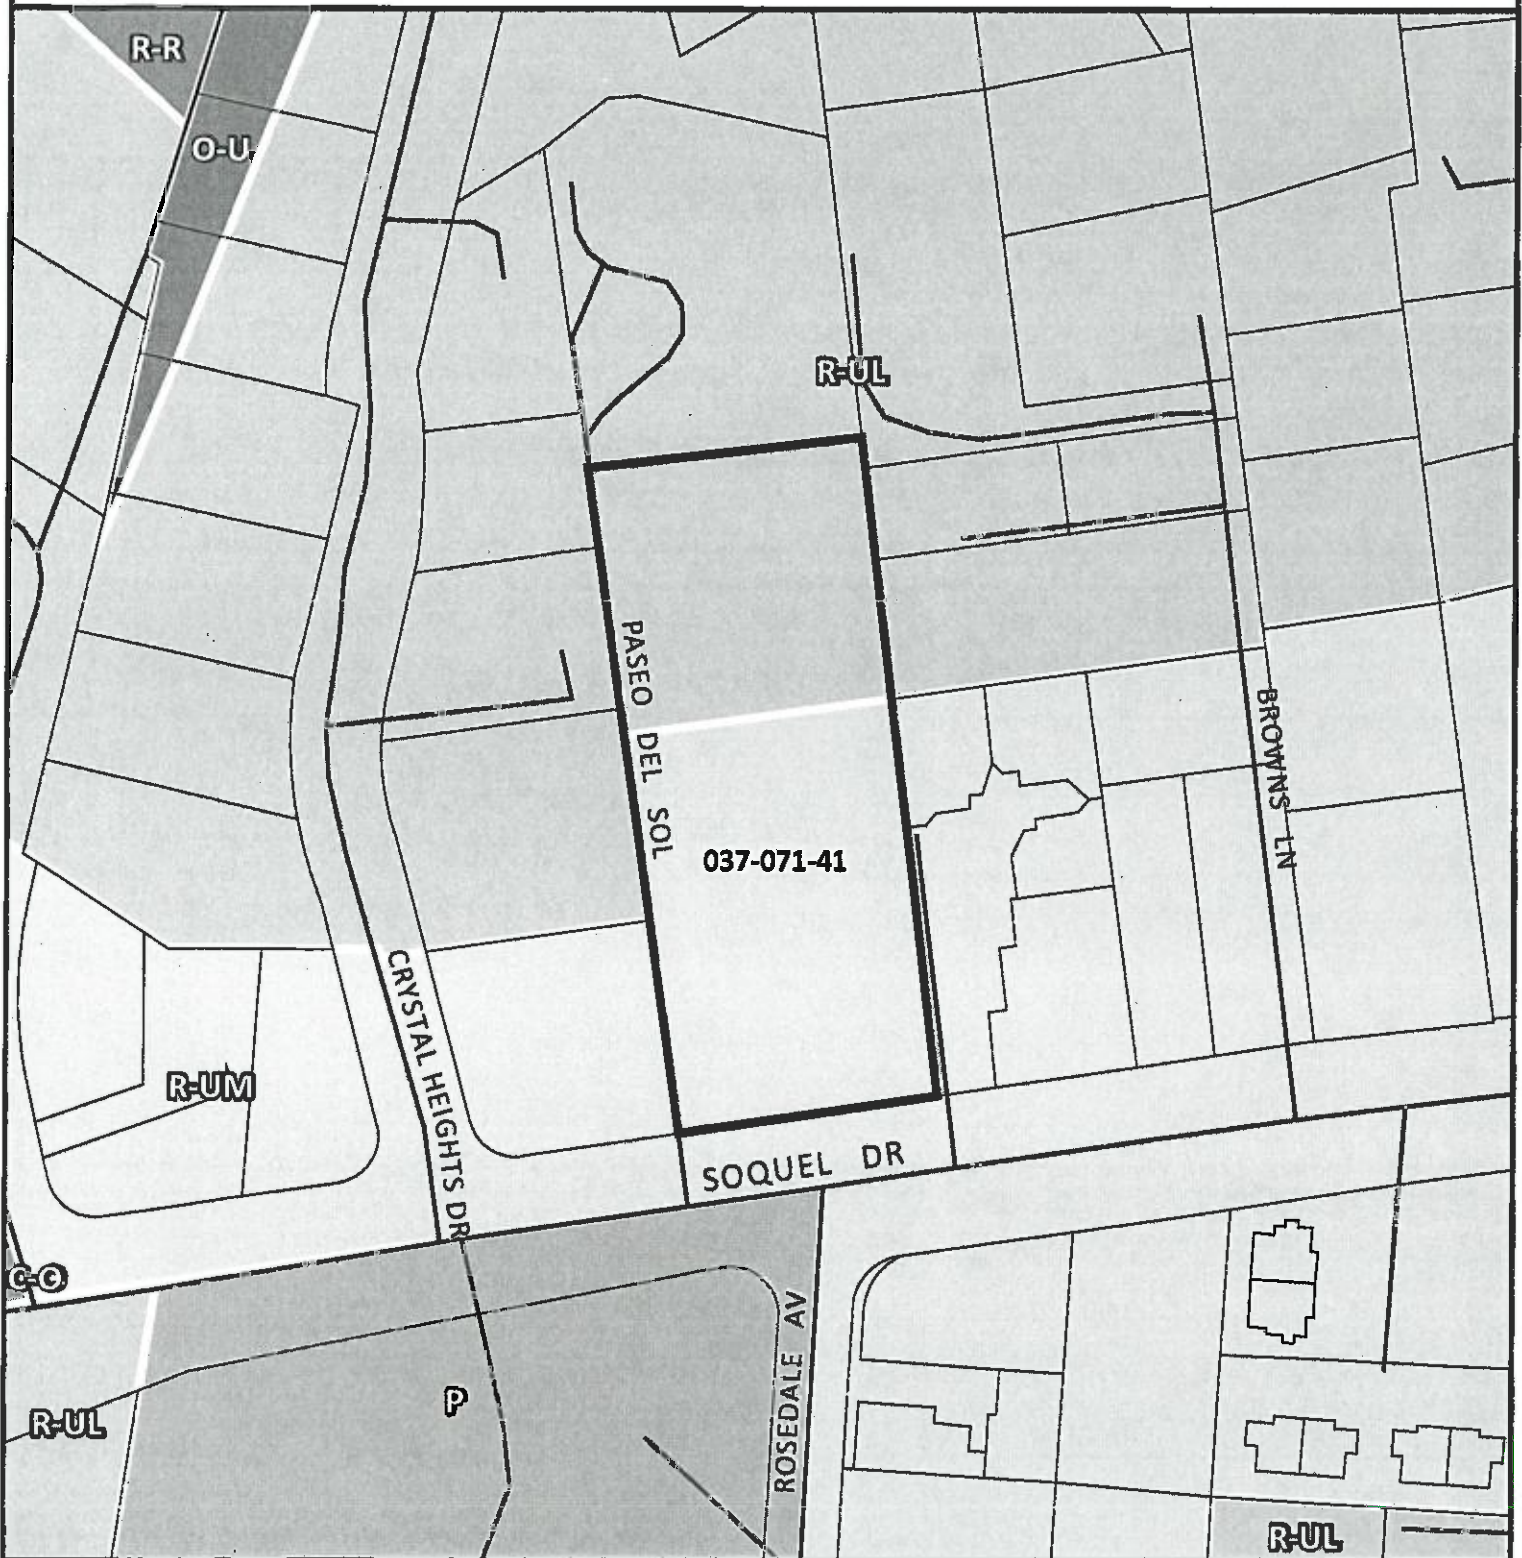 R-R
O-U
R-UL
PASEO DEL SOL
BROWNS LN
037-071-41
CRYSTAL HEIGHTS DR
R-UM
SOQUEL DR
C-O
ROSEDALE AV
P
R-UL
R-UL